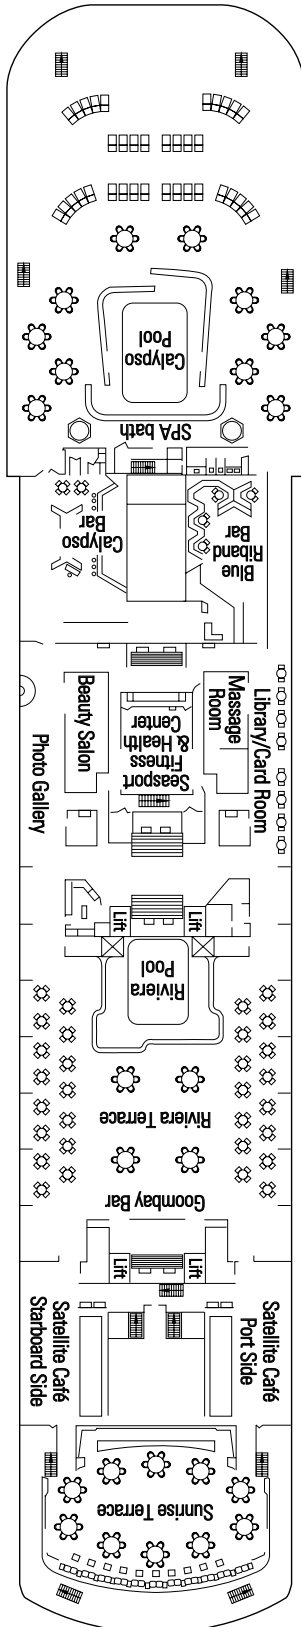 Calypso
Pool
SPA bath
Calypso
Bar
Blue
Riband
Bar
Beauty Salon
Photo Gallery
Seasport
Fitness
& Health
Center
Massage
Room
Library/Card Room
Lift
Lift
Riviera
Pool
Riviera Terrace
Goombay Bar
Lift
Lift
Satellite Café
Starboard Side
Satellite Café
Port Side
Sunrise Terrace